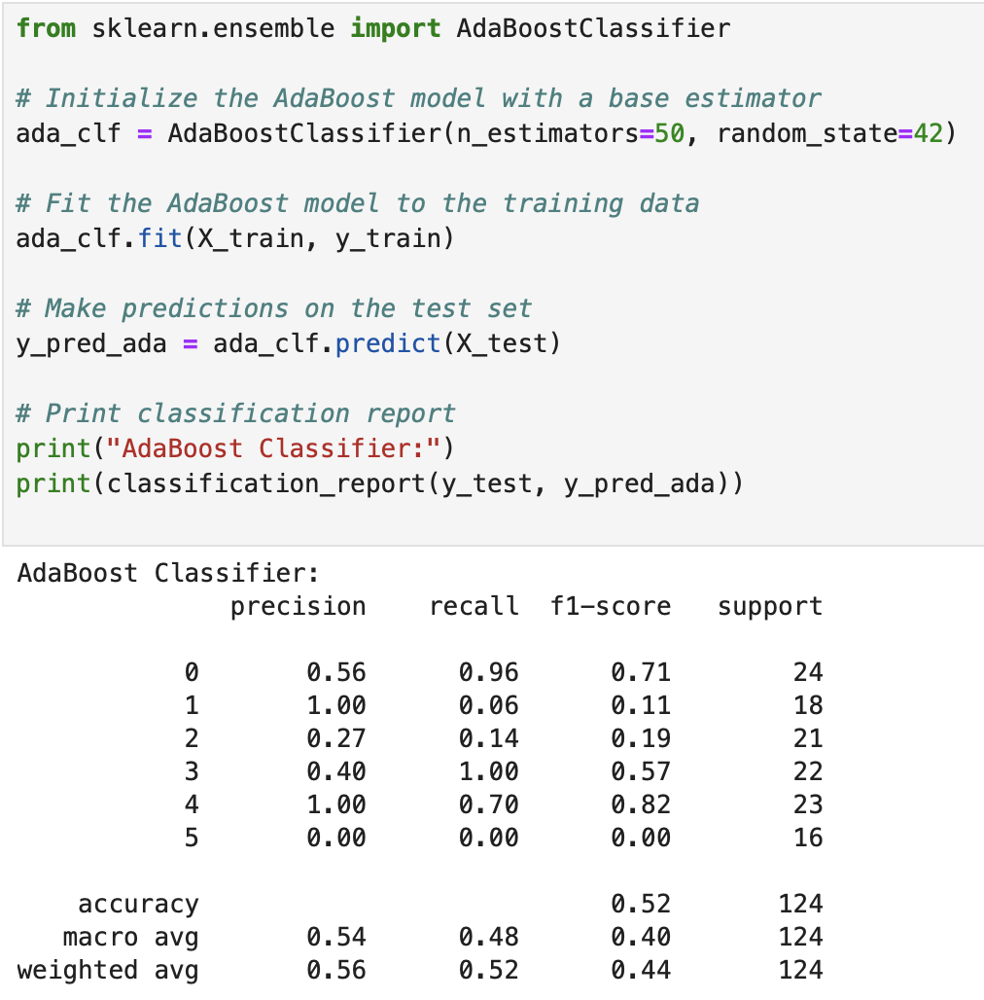 from sklearn.ensemble import AdaBoostClassifier
# Initialize the AdaBoost model with a base estimator
ada_clf = AdaBoostClassifier(n_estimators=50, random_state=42)
# Fit the AdaBoost model to the training data
ada_clf.fit(X_train, y_train)
# Make predictions on the test set
y_pred_ada = ada_clf.predict(X_test)
# Print classification report
print("AdaBoost Classifier:")
print(classification_report(y_test, y_pred_ada))
AdaBoost Classifier:
precision recall f1-score support
0 0.56 0.96 0.71 24
1 1.00 0.06 0.11 18
2 0.27 0.14 0.19 21
3 0.40 1.00 0.57 22
4 1.00 0.70 0.82 23
5 0.00 0.00 0.00 16
accuracy 0.52 124
macro avg 0.54 0.48 0.40 124
weighted avg 0.56 0.52 0.44 124